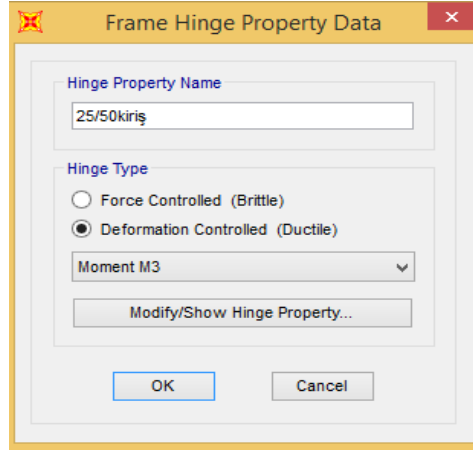 Frame Hinge Property Data
Hinge Property Name
25/50kiriş
Hinge Type
Force Controlled (Brittle)
Deformation Controlled (Ductile)
Moment M3
Modify/Show Hinge Property...
OK Cancel